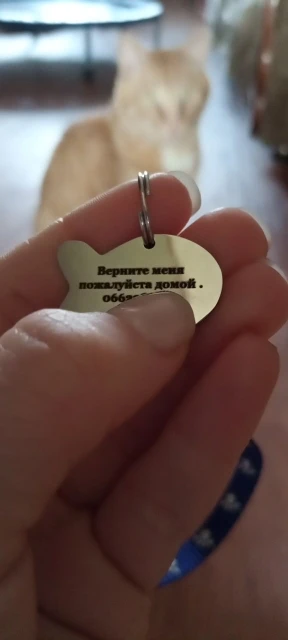 Верните меня
пожалуйста домой .